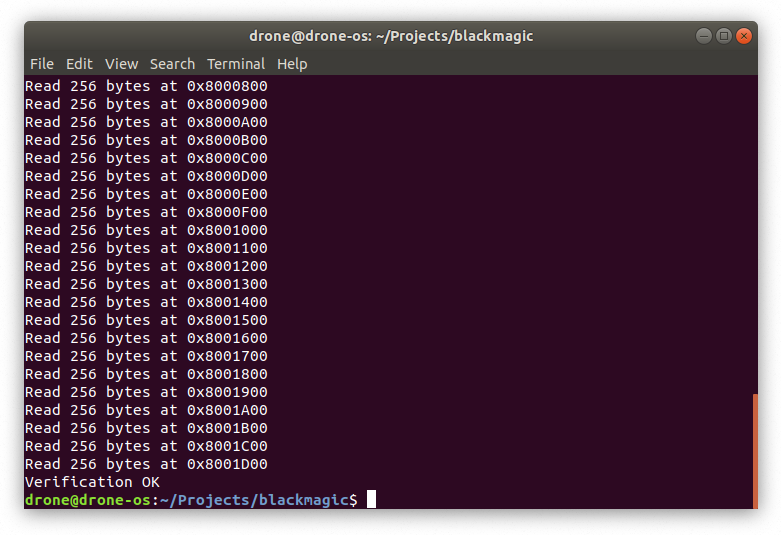 drone@drone-os: ~/Projects/blackmagic
File Edit View Search Terminal Help
Read 256 bytes at 0x8000800
Read 256 bytes at 0x8000900
Read 256 bytes at 0x8000A00
Read 256 bytes at 0x8000B00
Read 256 bytes at 0x8000C00
Read 256 bytes at 0x8000D00
Read 256 bytes at 0x8000E00
Read 256 bytes at 0x8000F00
Read 256 bytes at 0x8001000
Read 256 bytes at 0x8001100
Read 256 bytes at 0x8001200
Read 256 bytes at 0x8001300
Read 256 bytes at 0x8001400
Read 256 bytes at 0x8001500
Read 256 bytes at 0x8001600
Read 256 bytes at 0x8001700
Read 256 bytes at 0x8001800
Read 256 bytes at 0x8001900
Read 256 bytes at 0x8001A00
Read 256 bytes at 0x8001B00
Read 256 bytes at 0x8001C00
Read 256 bytes at 0x8001D00
Verification OK
drone@drone-os:~/Projects/blackmagic$